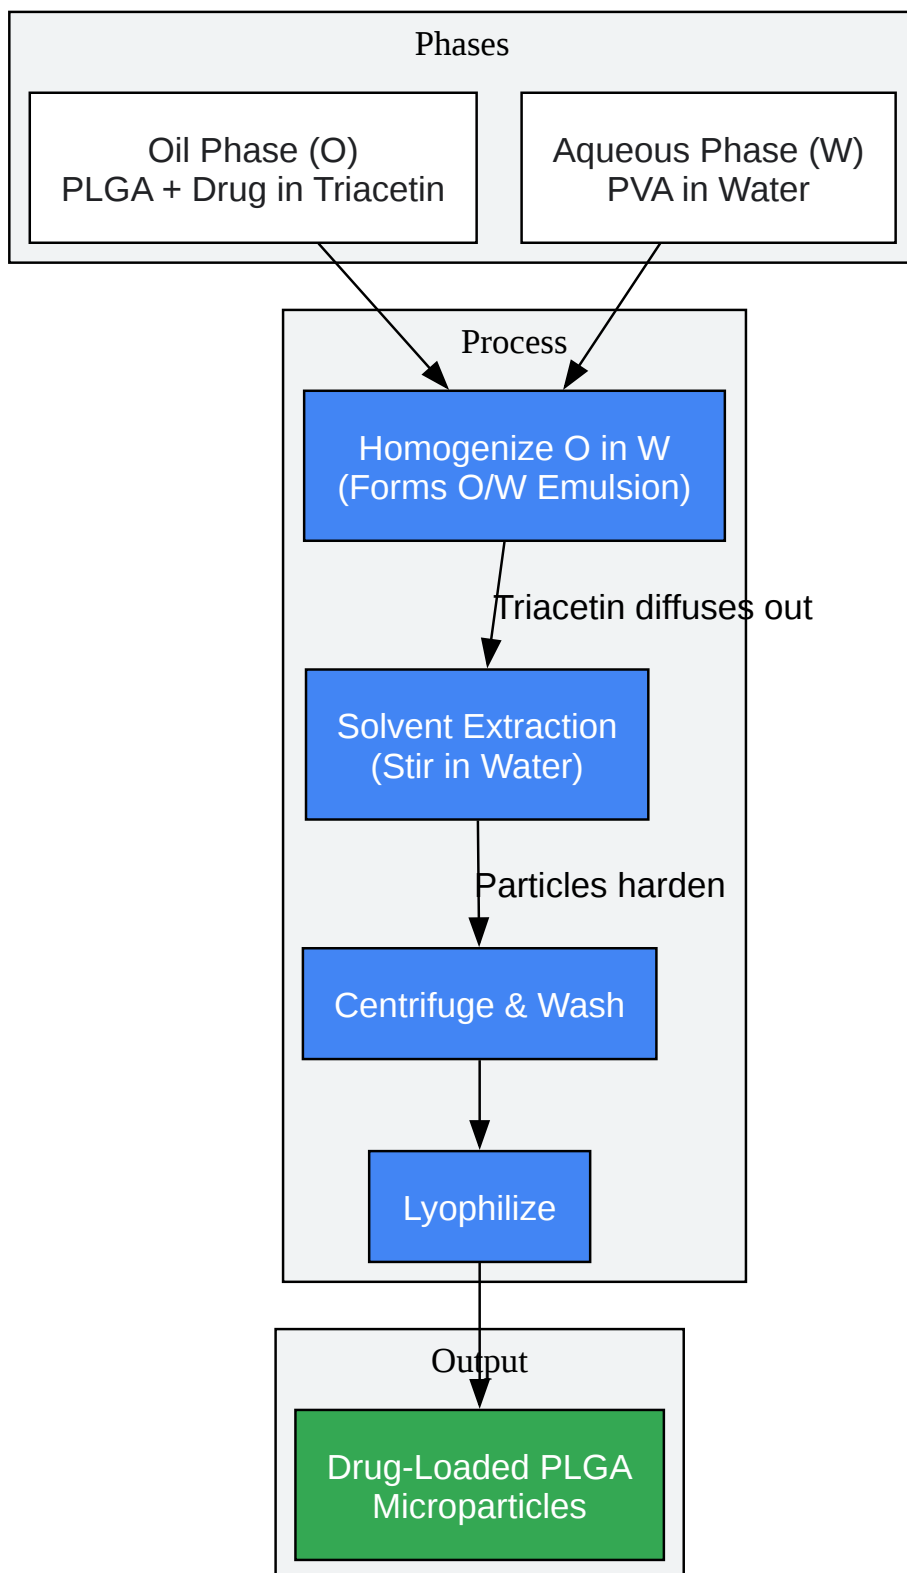 Phases
Oil Phase (O)
PLGA + Drug in Triacetin
Aqueous Phase (W)
PVA in Water
Process
Homogenize O in W
(Forms O/W Emulsion)
Triacetin diffuses out
Solvent Extraction
(Stir in Water)
Particles harden
Centrifuge & Wash
Lyophilize
Output
Drug-Loaded PLGA
Microparticles